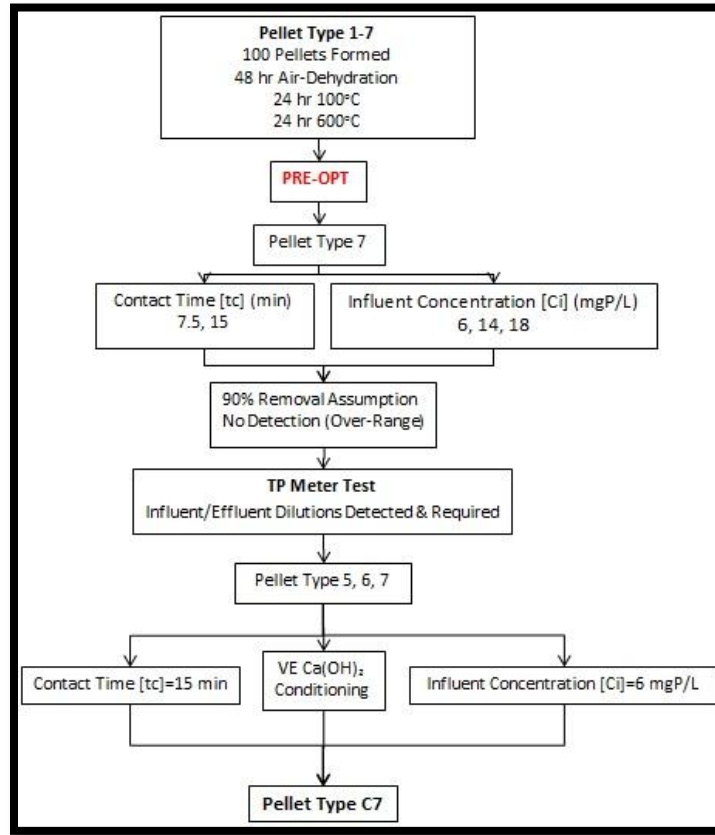 Pellet Type 1-7
100 Pellets Formed
48 hr Air-Dehydration
24 hr 100°C
24 hr 600°C
PRE-OPT
Pellet Type 7
Contact Time [tc] (min)
7.5, 15
Influent Concentration [Ci] (mgP/L)
6, 14, 18
90% Removal Assumption
No Detection (Over-Range)
TP Meter Test
Influent/Effluent Dilutions Detected & Required
Pellet Type 5, 6, 7
Contact Time [tc]=15 min
VE Ca(OH)₂
Conditioning
Influent Concentration [Ci]=6 mgP/L
Pellet Type C7